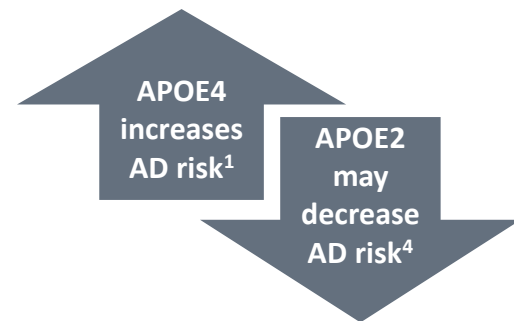 APOE4
increases
AD risk¹
APOE2
may
decrease
AD risk⁴